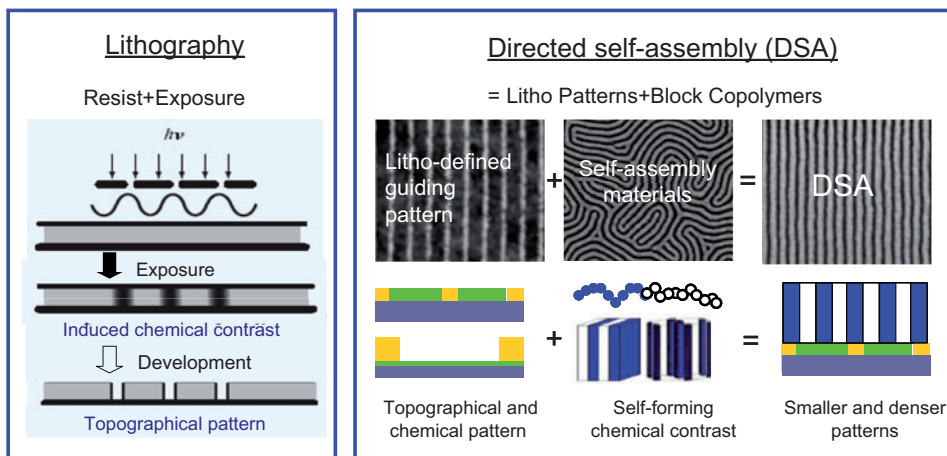 Lithography
Resist+Exposure
hν
Exposure
Induced chemical contrast
Development
Topographical pattern
Directed self-assembly (DSA)
= Litho Patterns+Block Copolymers
Litho-defined
guiding
pattern
+
Self-assembly
materials
=
DSA
+
=
Topographical and
chemical pattern
Self-forming
chemical contrast
Smaller and denser
patterns